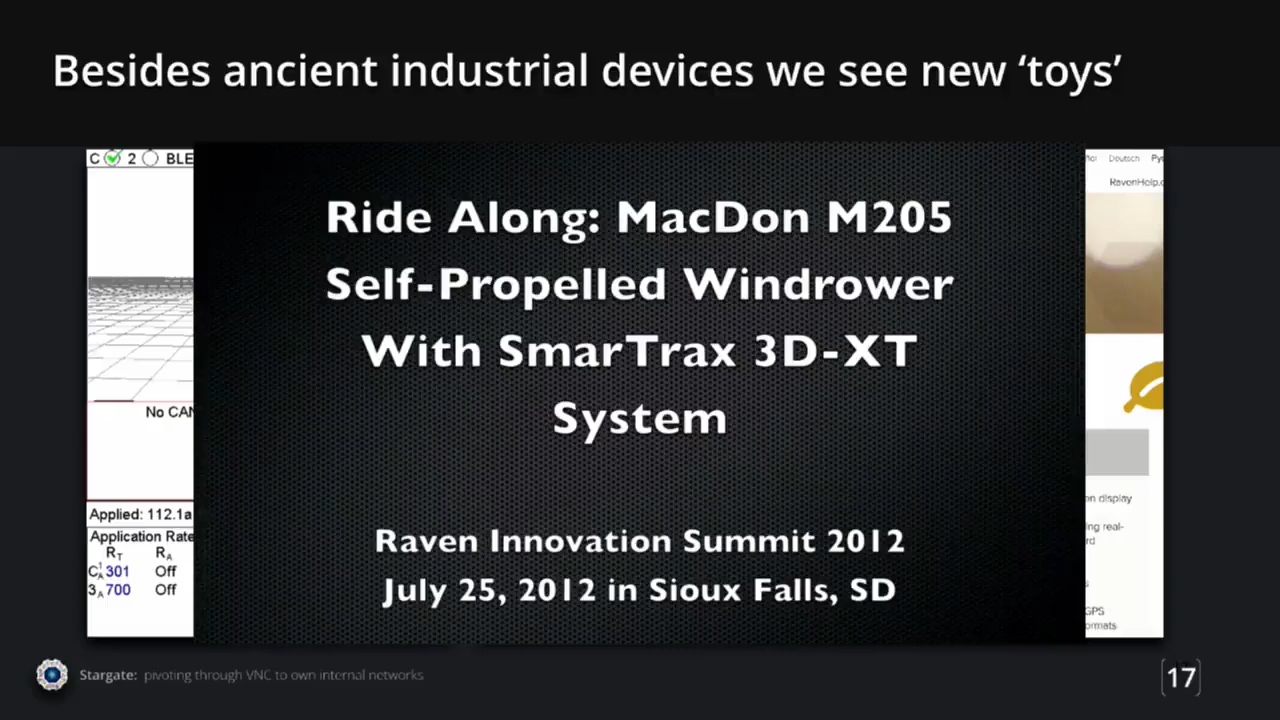 Besides ancient industrial devices we see new ‘toys’
C 2 BLE
Deutsch
RavenHelp.c
Ride Along: MacDon M205
Self-Propelled Windrower
With SmarTrax 3D-XT
System
No CAN
on display
ing real-
rd
Applied: 112.1a
Application Rate
RT RA
301 Off
700 Off
Raven Innovation Summit 2012
July 25, 2012 in Sioux Falls, SD
GPS
ormats
Stargate: pivoting through VNC to own internal networks
17